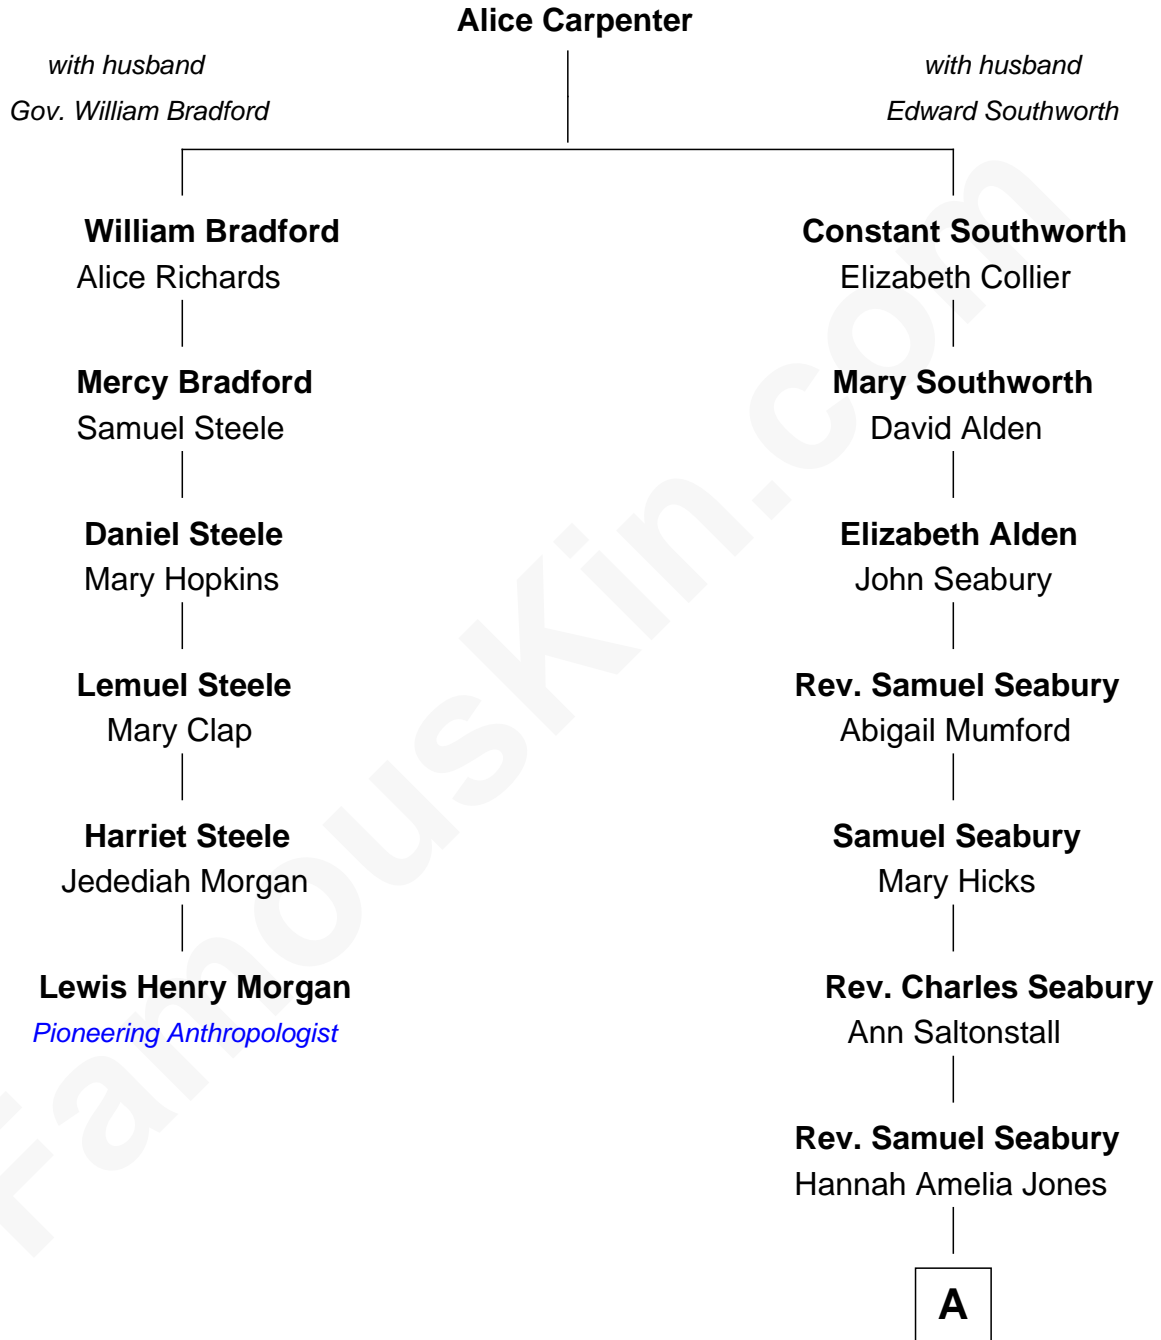 Alice Carpenter
with husband
Gov. William Bradford
with husband
Edward Southworth
William Bradford
Alice Richards
Mercy Bradford
Samuel Steele
Daniel Steele
Mary Hopkins
Lemuel Steele
Mary Clap
Harriet Steele
Jedediah Morgan
Lewis Henry Morgan
Pioneering Anthropologist
Constant Southworth
Elizabeth Collier
Mary Southworth
David Alden
Elizabeth Alden
John Seabury
Rev. Samuel Seabury
Abigail Mumford
Samuel Seabury
Mary Hicks
Rev. Charles Seabury
Ann Saltonstall
Rev. Samuel Seabury
Hannah Amelia Jones
A
FamousKin.com